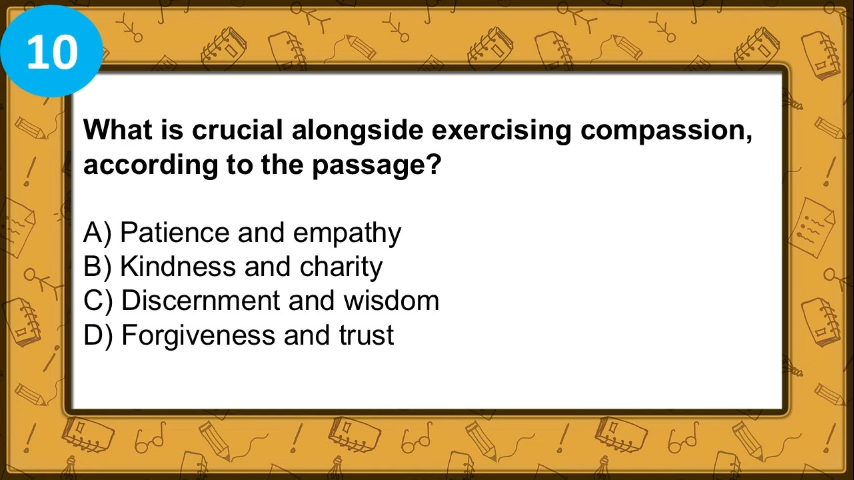 10
What is crucial alongside exercising compassion,
according to the passage?
A) Patience and empathy
B) Kindness and charity
C) Discernment and wisdom
D) Forgiveness and trust